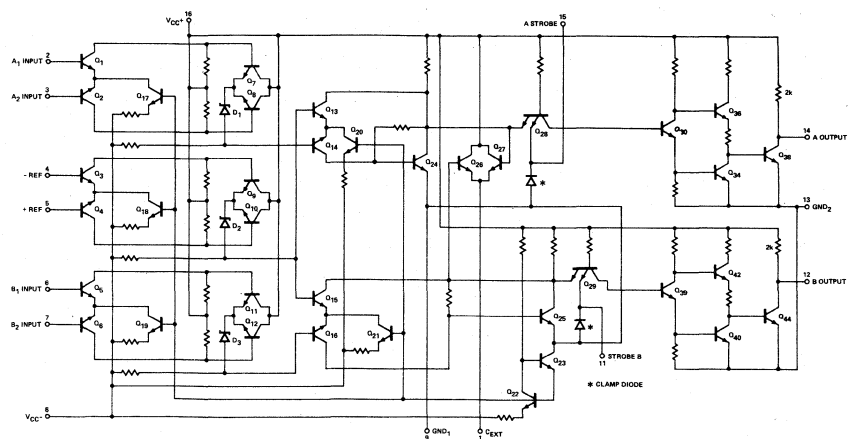 16
VCC+
15
A STROBE
2
A1 INPUT
Q1
Q17
3
A2 INPUT
Q2
Q7
Q8
D1
Q13
Q14
Q20
Q24
Q26
Q27
Q28
*
Q30
Q36
Q34
2k
Q38
14
A OUTPUT
13
GND2
4
- REF
Q3
5
+ REF
Q4
Q18
Q9
Q10
D2
B1 INPUT
Q5
7
B2 INPUT
Q6
Q19
Q11
Q12
D3
Q15
Q16
Q21
Q25
Q23
Q22
Q29
*
11
STROBE B
Q39
Q42
Q40
2k
Q44
12
B OUTPUT
* CLAMP DIODE
VCC-
GND1
9
CEXT
1